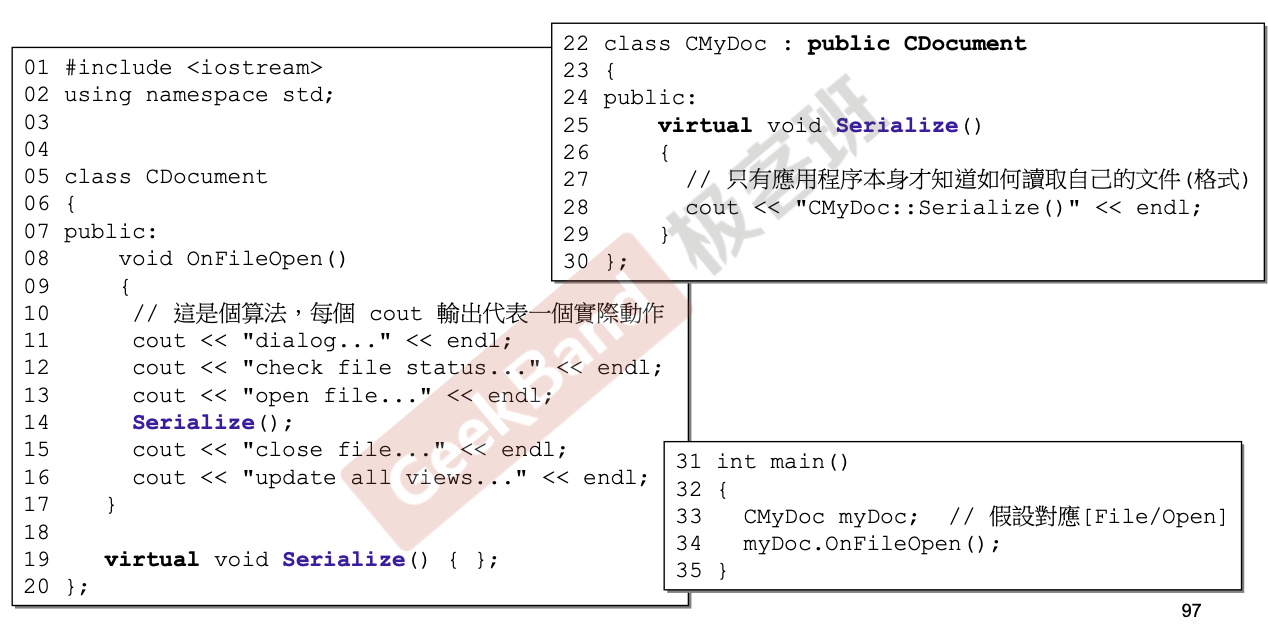 01 #include <iostream>
02 using namespace std;
03
04
05 class CDocument
06 {
07 public:
08     void OnFileOpen()
09     {
10      // 這是個算法，每個 cout 輸出代表一個實際動作
11      cout << "dialog..." << endl;
12      cout << "check file status..." << endl;
13      cout << "open file..." << endl;
14      Serialize();
15      cout << "close file..." << endl;
16      cout << "update all views..." << endl;
17    }
18
19    virtual void Serialize() { };
20 };
22 class CMyDoc : public CDocument
23 {
24 public:
25     virtual void Serialize()
26     {
27       // 只有應用程序本身才知道如何讀取自己的文件(格式)
28       cout << "CMyDoc::Serialize()" << endl;
29     }
30 };
31 int main()
32 {
33   CMyDoc myDoc;  // 假設對應[File/Open]
34   myDoc.OnFileOpen();
35 }
GeekBand 极客班
97